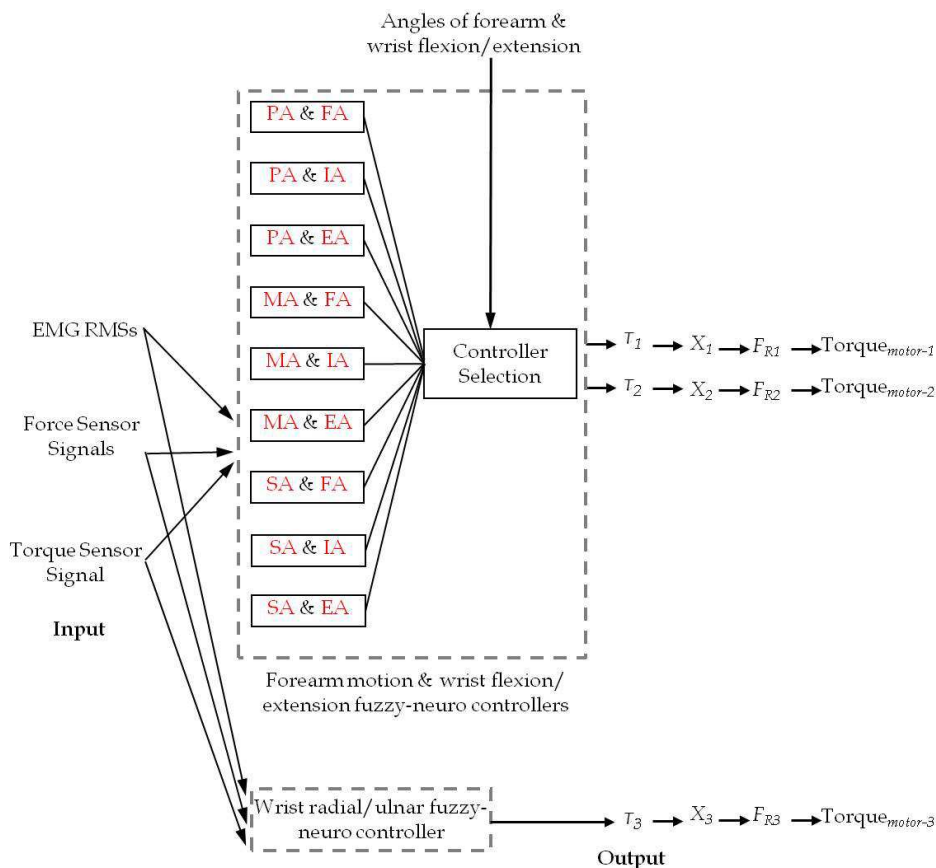 Angles of forearm &
wrist flexion/extension
PA & FA
PA & IA
PA & EA
MA & FA
MA & IA
MA & EA
SA & FA
SA & IA
SA & EA
EMG RMSs
Force Sensor
Signals
Torque Sensor
Signal
Input
Controller
Selection
τ1 X1 FR1 Torquemotor-1
τ2 X2 FR2 Torquemotor-2
Forearm motion & wrist flexion/
extension fuzzy-neuro controllers
Wrist radial/ulnar fuzzy-
neuro controller
τ3 X3 FR3 Torquemotor-3
Output